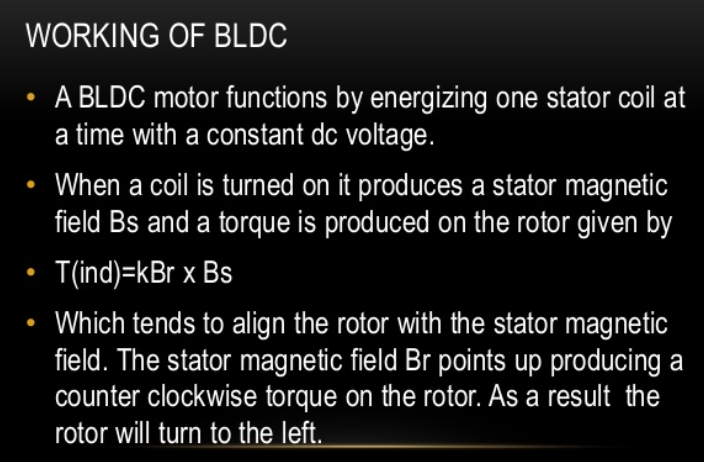 WORKING OF BLDC
• A BLDC motor functions by energizing one stator coil at
a time with a constant dc voltage.
• When a coil is turned on it produces a stator magnetic
field Bs and a torque is produced on the rotor given by
• T(ind)=kBr x Bs
• Which tends to align the rotor with the stator magnetic
field. The stator magnetic field Br points up producing a
counter clockwise torque on the rotor. As a result  the
rotor will turn to the left.